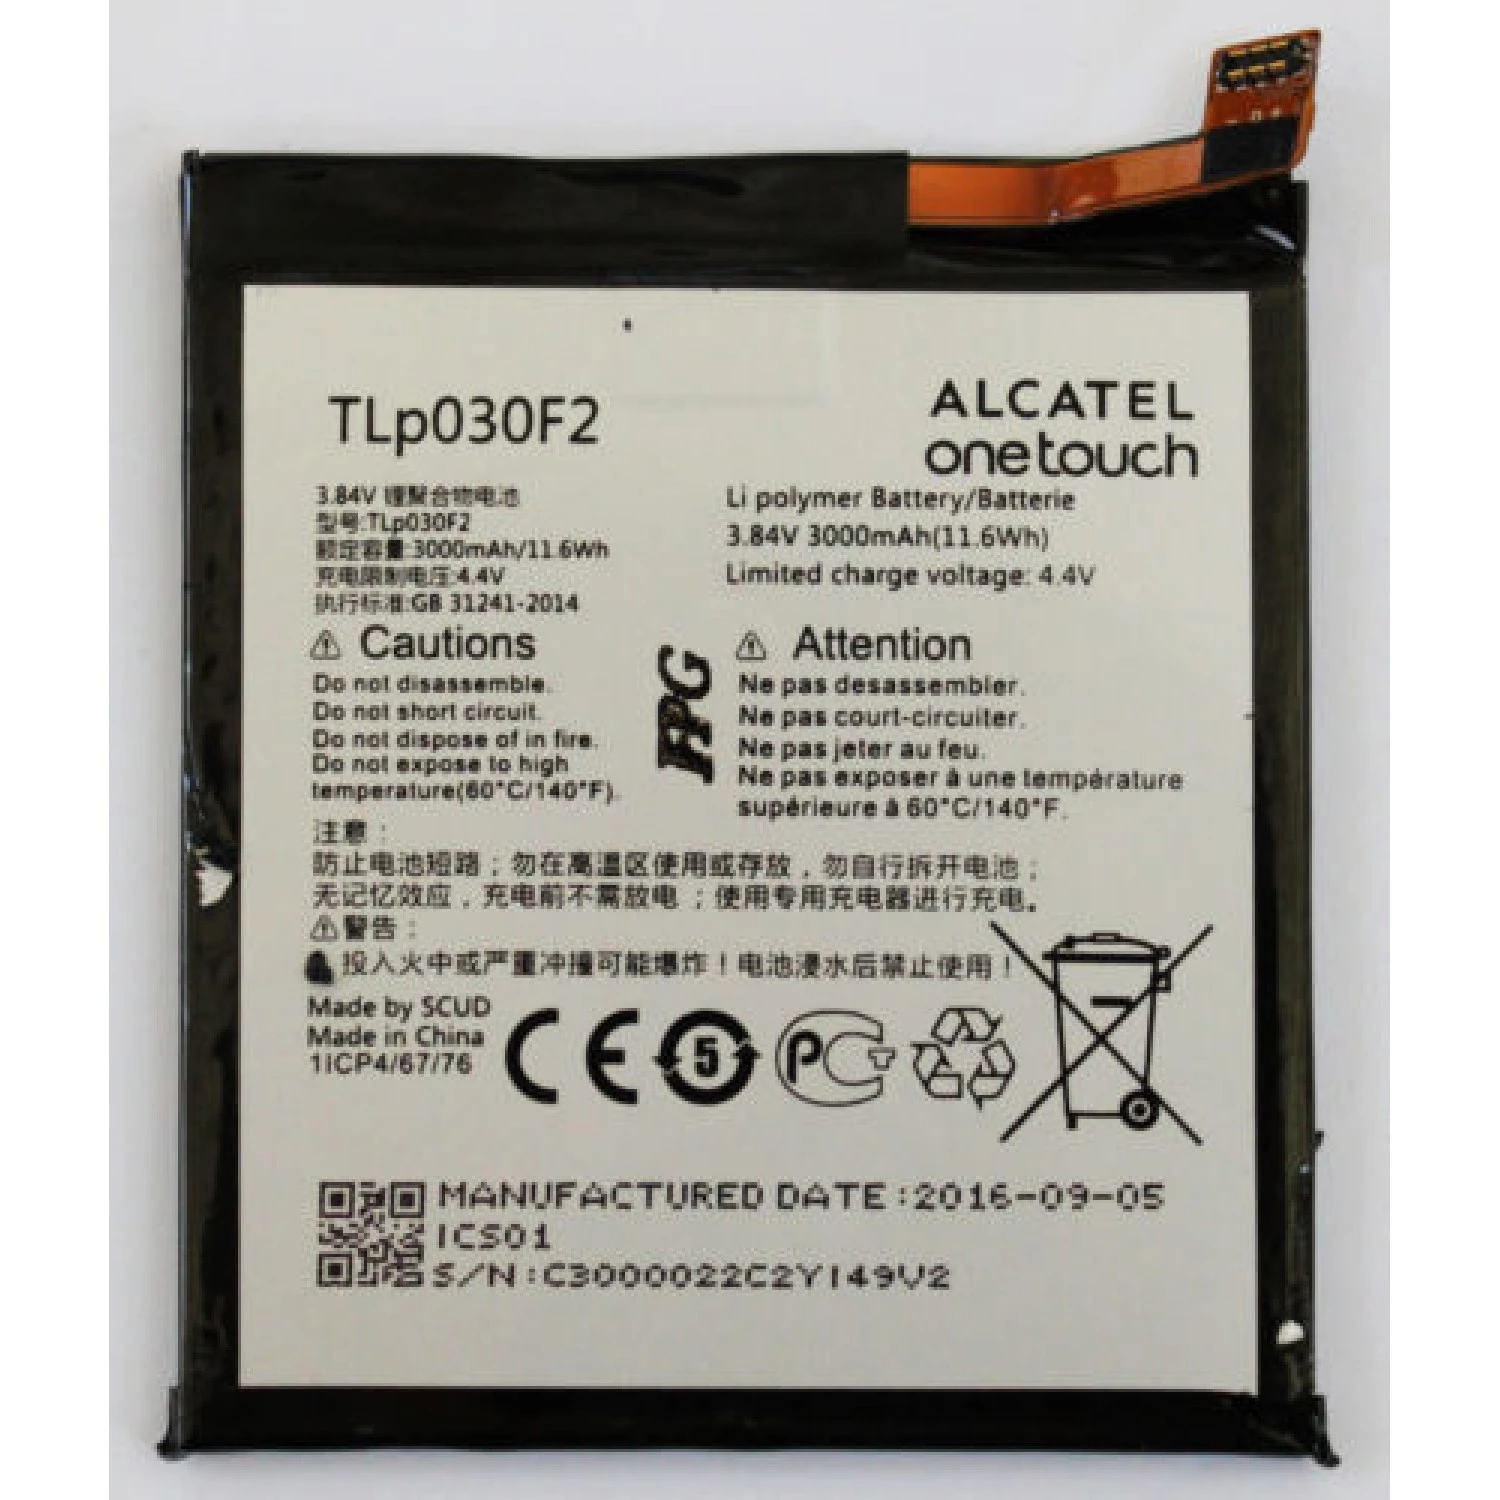 TLp030F2
ALCATEL
onetouch
3.84V 锂聚合物电池
型号:TLp030F2
额定容量:3000mAh/11.6Wh
充电限制电压:4.4V
执行标准:GB 31241-2014
Li polymer Battery/Batterie
3.84V 3000mAh(11.6Wh)
Limited charge voltage: 4.4V
⚠ Cautions
Do not disassemble.
Do not short circuit.
Do not dispose of in fire.
Do not expose to high
temperature(60°C/140°F).
FPG
⚠ Attention
Ne pas desassembler.
Ne pas court-circuiter.
Ne pas jeter au feu.
Ne pas exposer à une température
supérieure à 60°C/140°F.
注意：
防止电池短路；勿在高温区使用或存放，勿自行拆开电池；
无记忆效应，充电前不需放电；使用专用充电器进行充电。
⚠警告：
投入火中或严重冲撞可能爆炸！电池浸水后禁止使用！
Made by SCUD
Made in China
1ICP4/67/76
CE
5
PCT
MANUFACTURED DATE:2016-09-05
ICS01
S/N:C3000022C2Y149V2